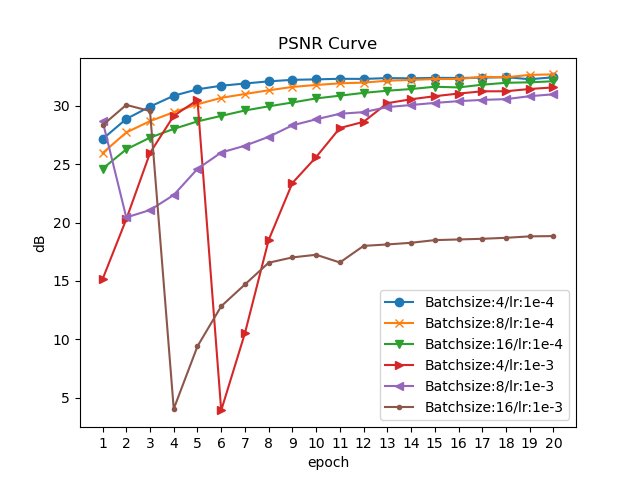 PSNR Curve
dB
30
25
20
15
10
5
Batchsize:4/lr:1e-4
Batchsize:8/lr:1e-4
Batchsize:16/lr:1e-4
Batchsize:4/lr:1e-3
Batchsize:8/lr:1e-3
Batchsize:16/lr:1e-3
1 2 3 4 5 6 7 8 9 10 11 12 13 14 15 16 17 18 19 20
epoch